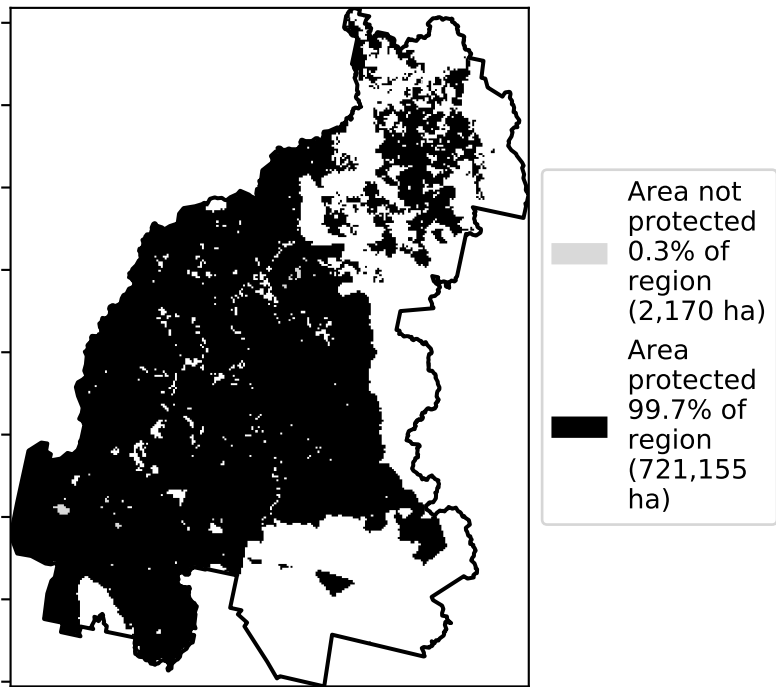 Area not
protected
0.3% of
region
(2,170 ha)
Area
protected
99.7% of
region
(721,155
ha)